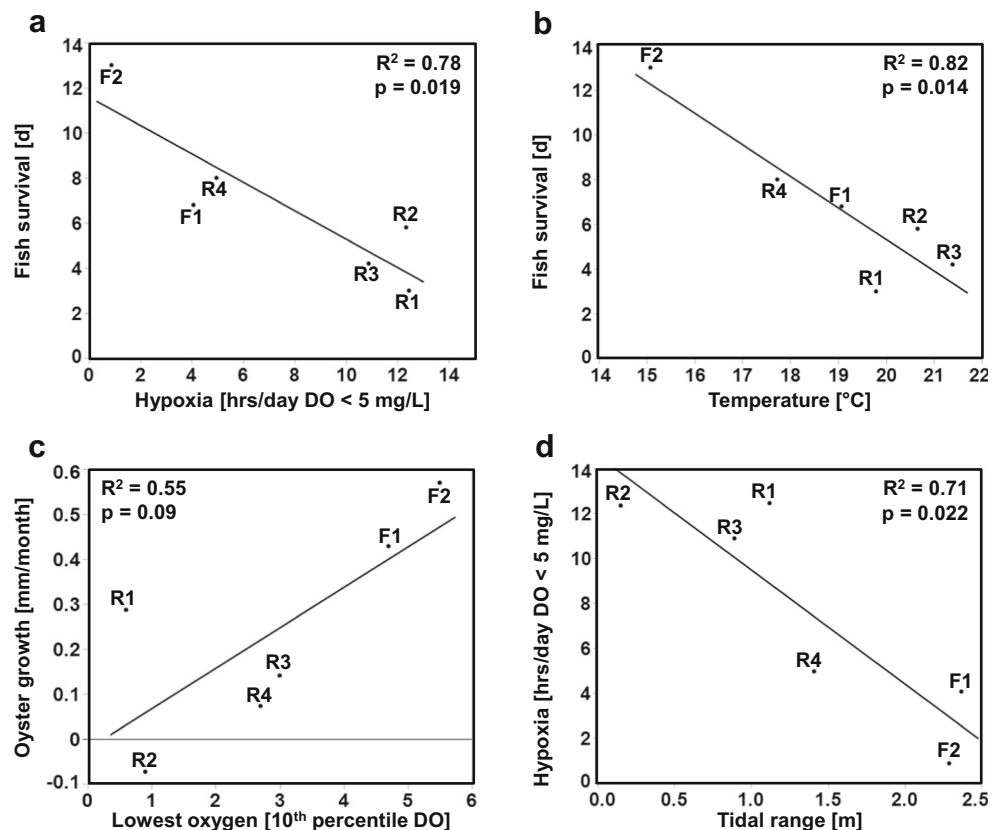 a
R² = 0.78
p = 0.019
14
12
10
8
6
4
2
0
Fish survival [d]
F2
R4
F1
R2
R3
R1
0 2 4 6 8 10 12 14
Hypoxia [hrs/day DO < 5 mg/L]
b
R² = 0.82
p = 0.014
14
12
10
8
6
4
2
0
Fish survival [d]
F2
R4
F1
R2
R3
R1
14 14 16 17 18 19 20 21 22
Temperature [°C]
c
R² = 0.55
p = 0.09
0.6
0.5
0.4
0.3
0.2
0.1
0
-0.1
Oyster growth [mm/month]
F2
F1
R1
R3
R4
R2
0 1 2 3 4 5 6
Lowest oxygen [10th percentile DO]
d
R² = 0.71
p = 0.022
14
12
10
8
6
4
2
0
Hypoxia [hrs/day DO < 5 mg/L]
R2
R1
R3
R4
F1
F2
0.0 0.5 1.0 1.5 2.0 2.5
Tidal range [m]